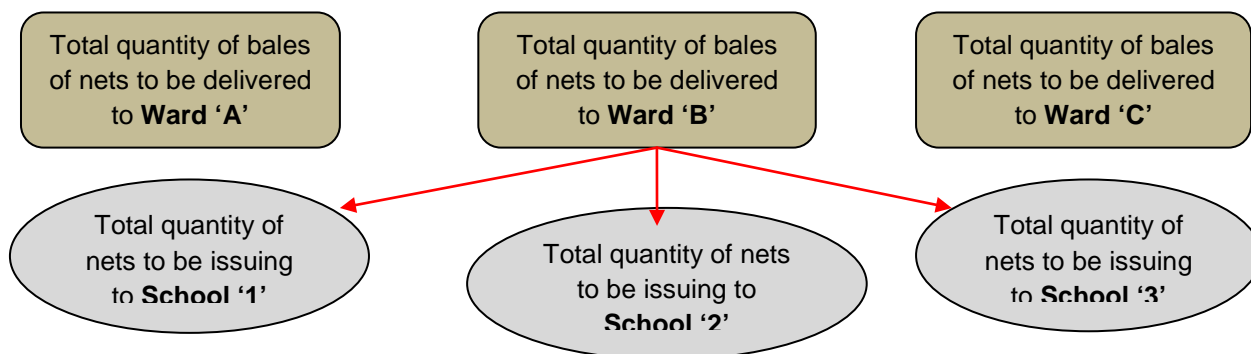 Total quantity of bales
of nets to be delivered
to Ward ‘A’
Total quantity of bales
of nets to be delivered
to Ward ‘B’
Total quantity of bales
of nets to be delivered
to Ward ‘C’
Total quantity of
nets to be issuing
to School ‘1’
Total quantity of nets
to be issuing to
School ‘2’
Total quantity of
nets to be issuing
to School ‘3’